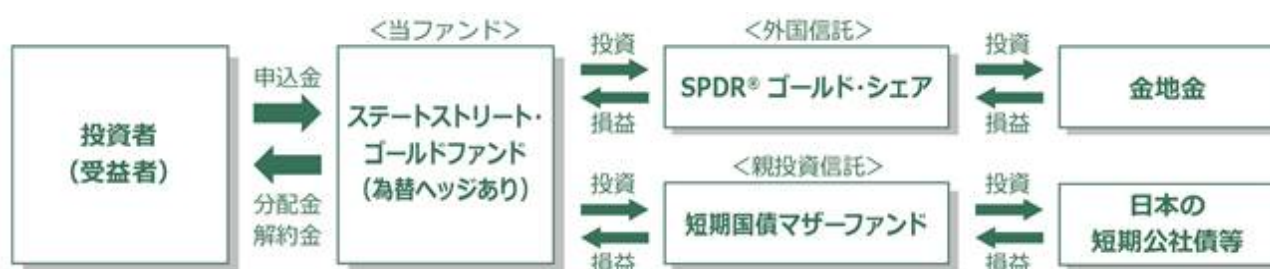 投資者
(受益者)
申込金
分配金
解約金
<当ファンド>
ステートストリート・
ゴールドファンド
(為替ヘッジあり)
投資
損益
<外国信託>
SPDR® ゴールド・シェア
投資
損益
金地金
投資
損益
<親投資信託>
短期国債マザーファンド
投資
損益
日本の
短期公社債等